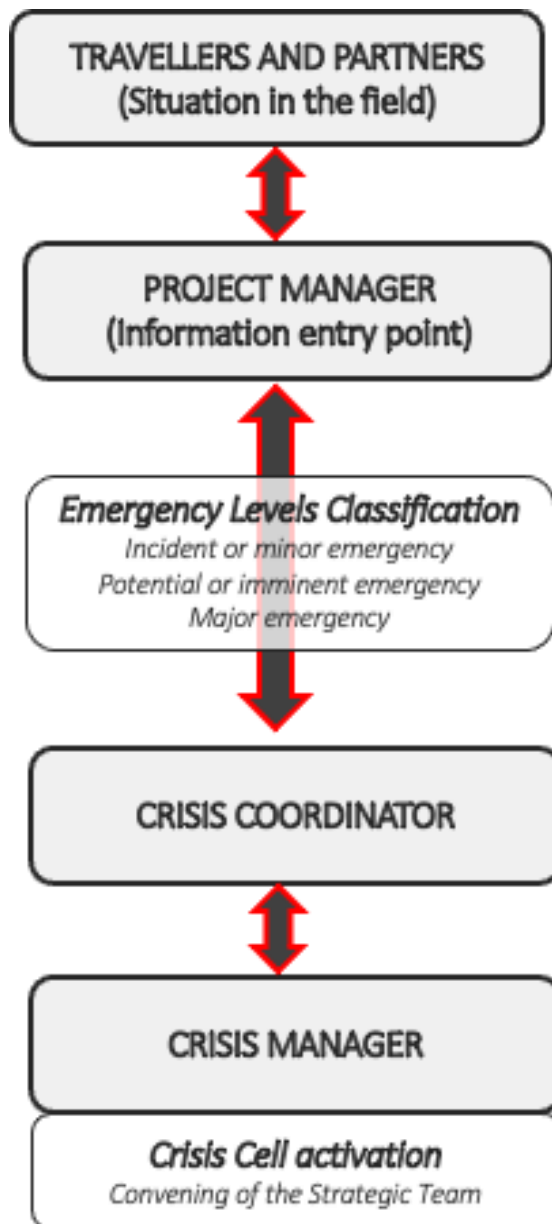 TRAVELLERS AND PARTNERS
(Situation in the field)
PROJECT MANAGER
(Information entry point)
Emergency Levels Classification
Incident or minor emergency
Potential or imminent emergency
Major emergency
CRISIS COORDINATOR
CRISIS MANAGER
Crisis Cell activation
Convening of the Strategic Team